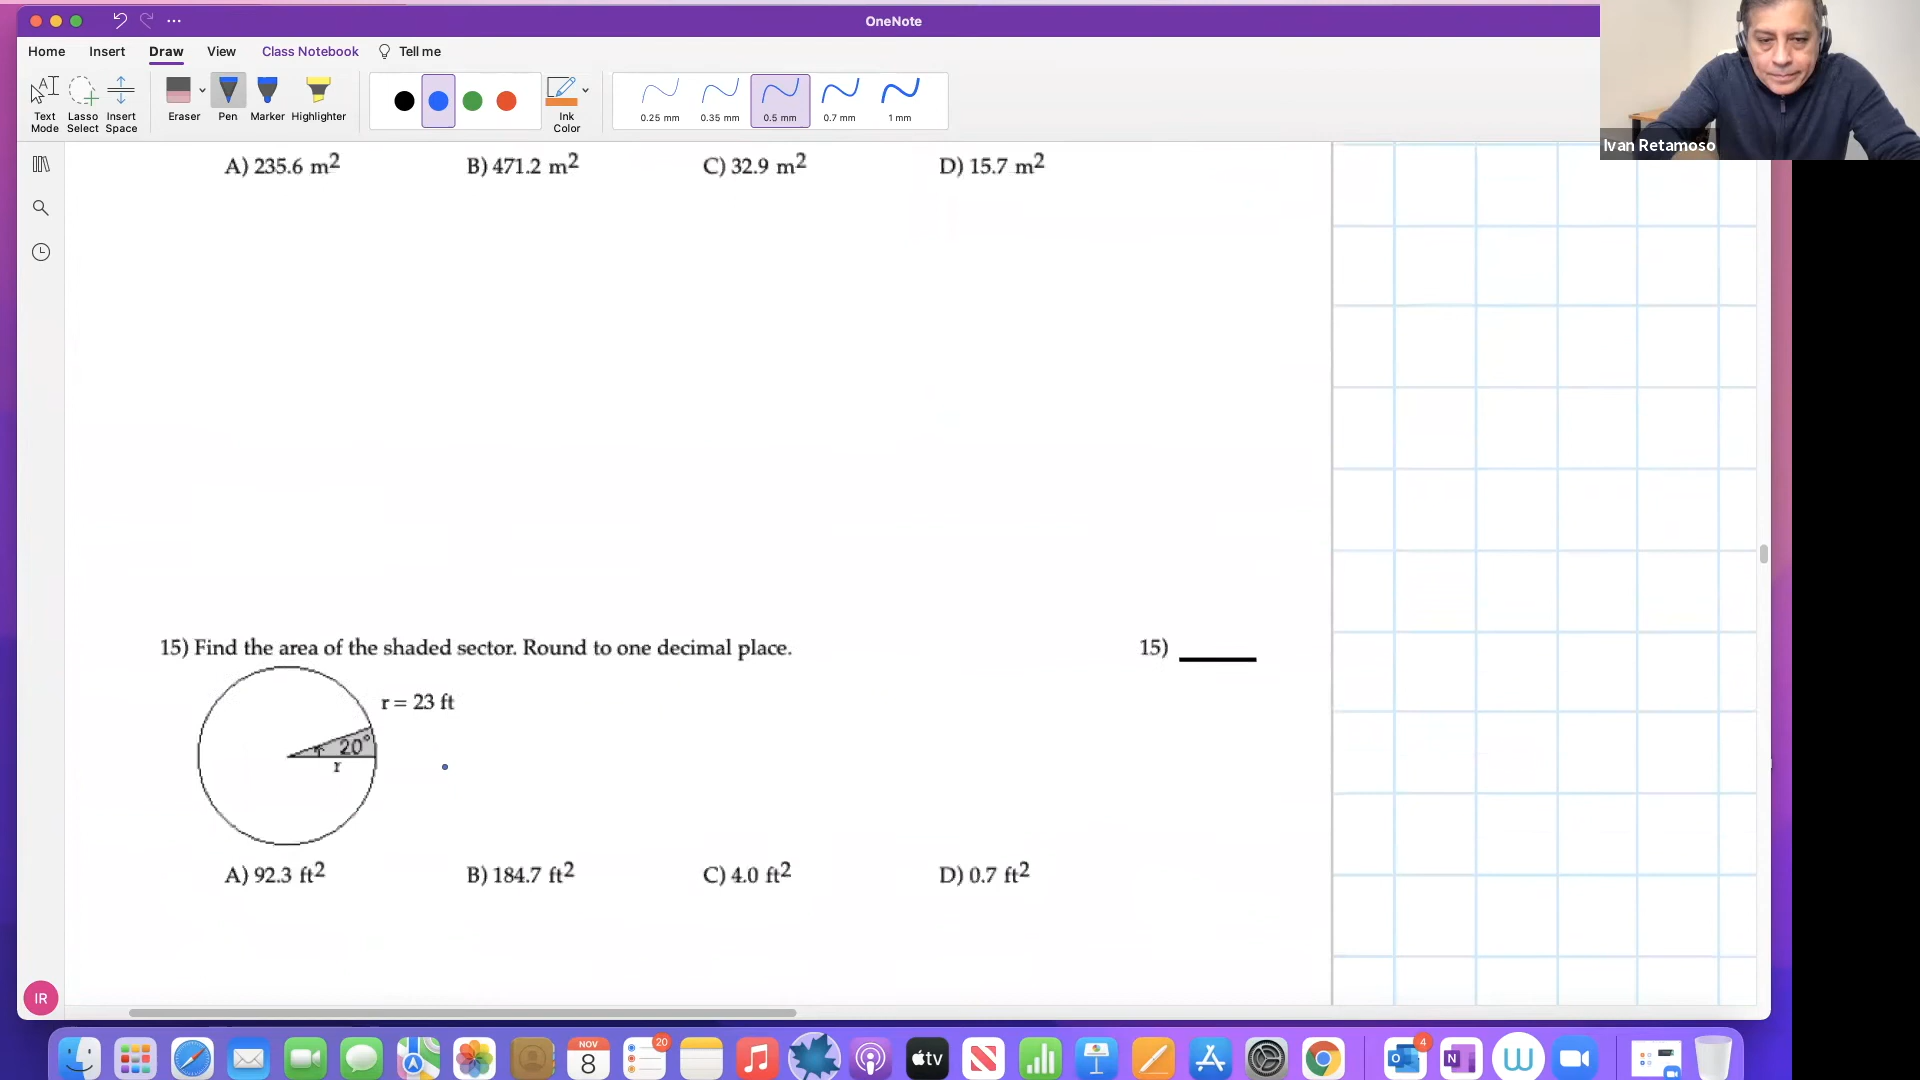 OneNote
Home Insert Draw View Class Notebook Tell me
Text Mode Lasso Select Insert Space Eraser Pen Marker Highlighter Ink Color 0.25 mm 0.35 mm 0.5 mm 0.7 mm 1 mm
Ivan Retamoso
A) 235.6 m² B) 471.2 m² C) 32.9 m² D) 15.7 m²
15) Find the area of the shaded sector. Round to one decimal place. 15)
r = 23 ft
20°
r
A) 92.3 ft² B) 184.7 ft² C) 4.0 ft² D) 0.7 ft²
IR
NOV
8
20
tv
4